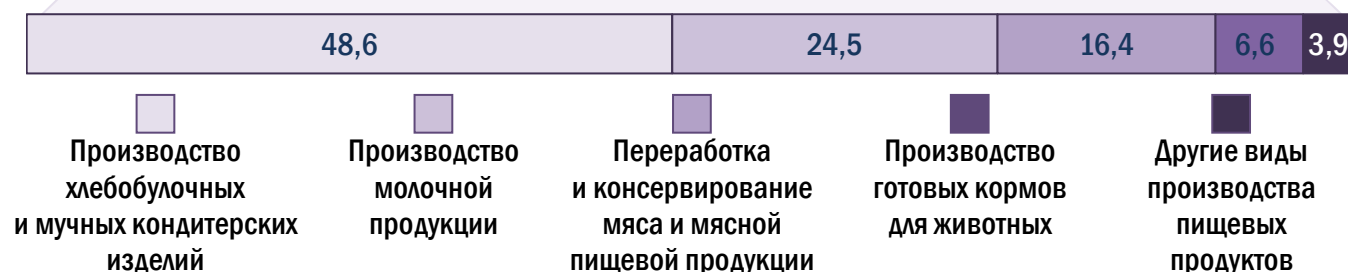 48,6 24,5 16,4 6,6 3,9
Производство
хлебобулочных
и мучных кондитерских
изделий
Производство
молочной
продукции
Переработка
и консервирование
мяса и мясной
пищевой продукции
Производство
готовых кормов
для животных
Другие виды
производства
пищевых
продуктов